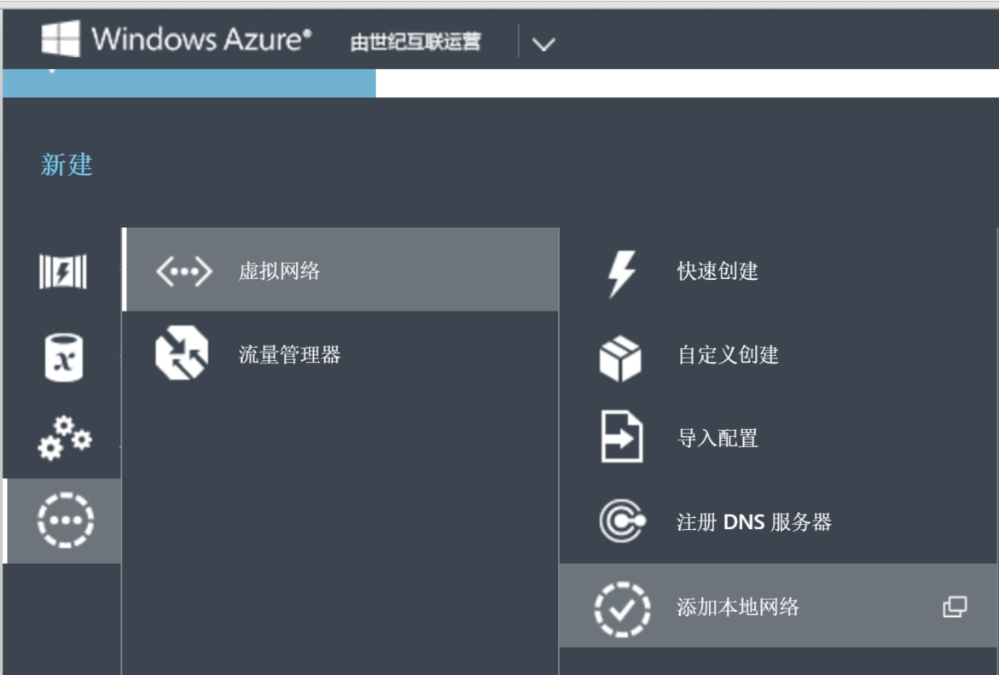 Windows Azure® 由世纪互联运营
新建
虚拟网络
流量管理器
快速创建
自定义创建
导入配置
注册 DNS 服务器
添加本地网络